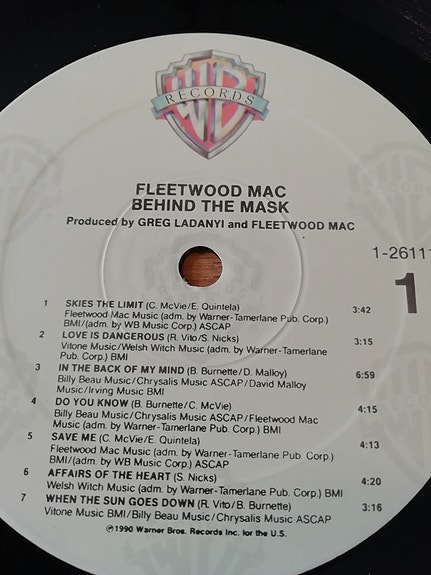 WB
RECORDS
FLEETWOOD MAC
BEHIND THE MASK
Produced by GREG LADANYI and FLEETWOOD MAC
1-26111
1
1 SKIES THE LIMIT (C. McVie/E. Quintela) 3:42
Fleetwood Mac Music (adm. by Warner-Tamerlane Pub. Corp.)
BMI/(adm. by WB Music Corp.) ASCAP
2 LOVE IS DANGEROUS (R. Vito/S. Nicks) 3:15
Vitone Music/Welsh Witch Music (adm. by Warner-Tamerlane
Pub. Corp.) BMI
3 IN THE BACK OF MY MIND (B. Burnette/D. Malloy) 6:59
Billy Beau Music/Chrysalis Music ASCAP/David Malloy
Music/Irving Music BMI
4 DO YOU KNOW (B. Burnette/C. McVie) 4:15
Billy Beau Music/Chrysalis Music ASCAP/Fleetwood Mac
Music (adm. by Warner-Tamerlane Pub. Corp.) BMI
5 SAVE ME (C. McVie/E. Quintela) 4:13
Fleetwood Mac Music (adm. by Warner-Tamerlane Pub. Corp.)
BMI/(adm. by WB Music Corp.) ASCAP
6 AFFAIRS OF THE HEART (S. Nicks) 4:20
Welsh Witch Music (adm. by Warner-Tamerlane Pub. Corp.) BMI
7 WHEN THE SUN GOES DOWN (R. Vito/B. Burnette) 3:16
Vitone Music BMI/Billy Beau Music/Chrysalis Music ASCAP
℗1990 Warner Bros. Records Inc. for the U.S.